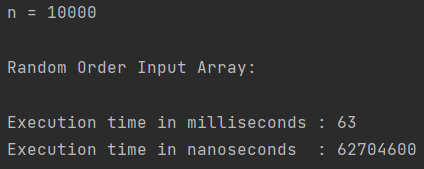 n = 10000
Random Order Input Array:
Execution time in milliseconds : 63
Execution time in nanoseconds  : 62704600